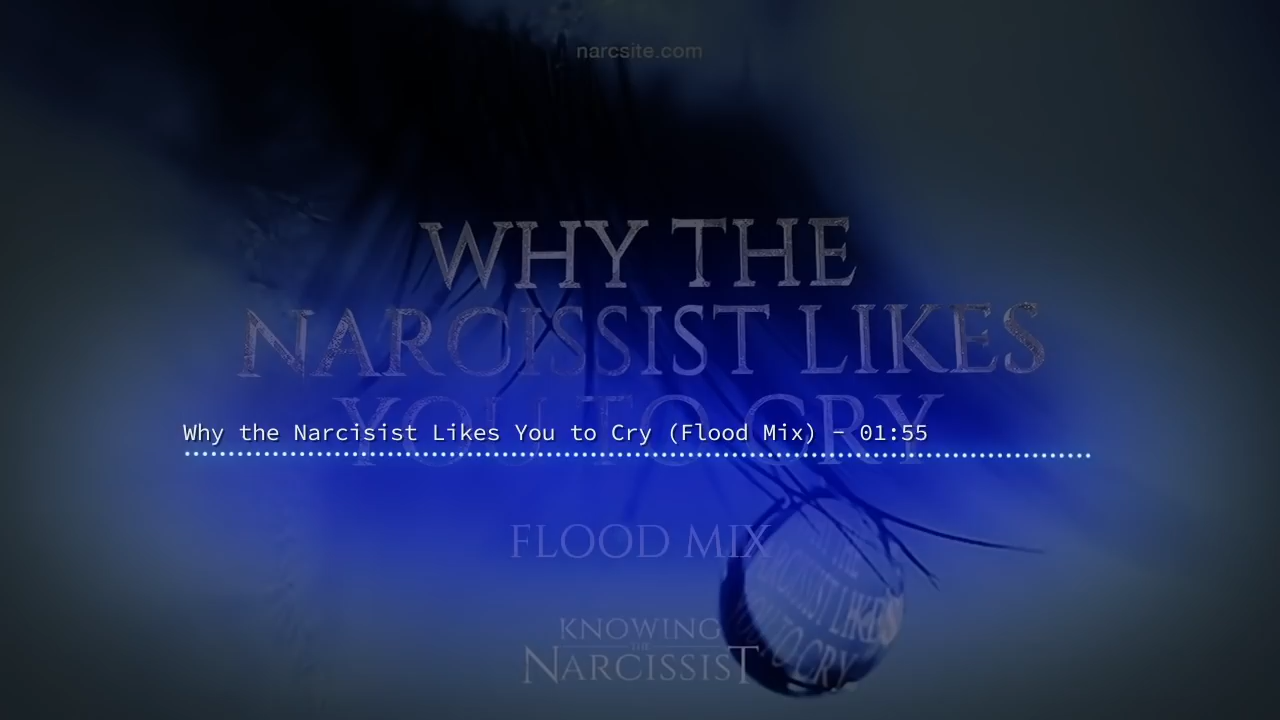 narcsite.com
WHY THE
NARCISSIST LIKES
YOU TO CRY
Why the Narcisist Likes You to Cry (Flood Mix) - 01:55
FLOOD MIX
KNOWING
THE
NARCISSIST
THE
NARCISSIST LIKES
YOU TO CRY